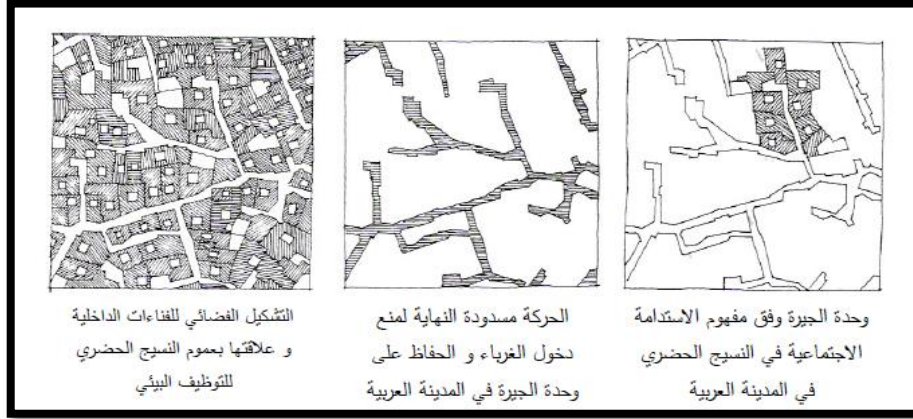 وحدة الجيرة وفق مفهوم الاستدامة
الاجتماعية في النسيج الحضري
في المدينة العربية
الحركة مسدودة النهاية لمنع
دخول الغرباء و الحفاظ على
وحدة الجيرة في المدينة العربية
التشكيل الفضائي للفناءات الداخلية
و علاقتها بعموم النسيج الحضري
للتوظيف البيئي